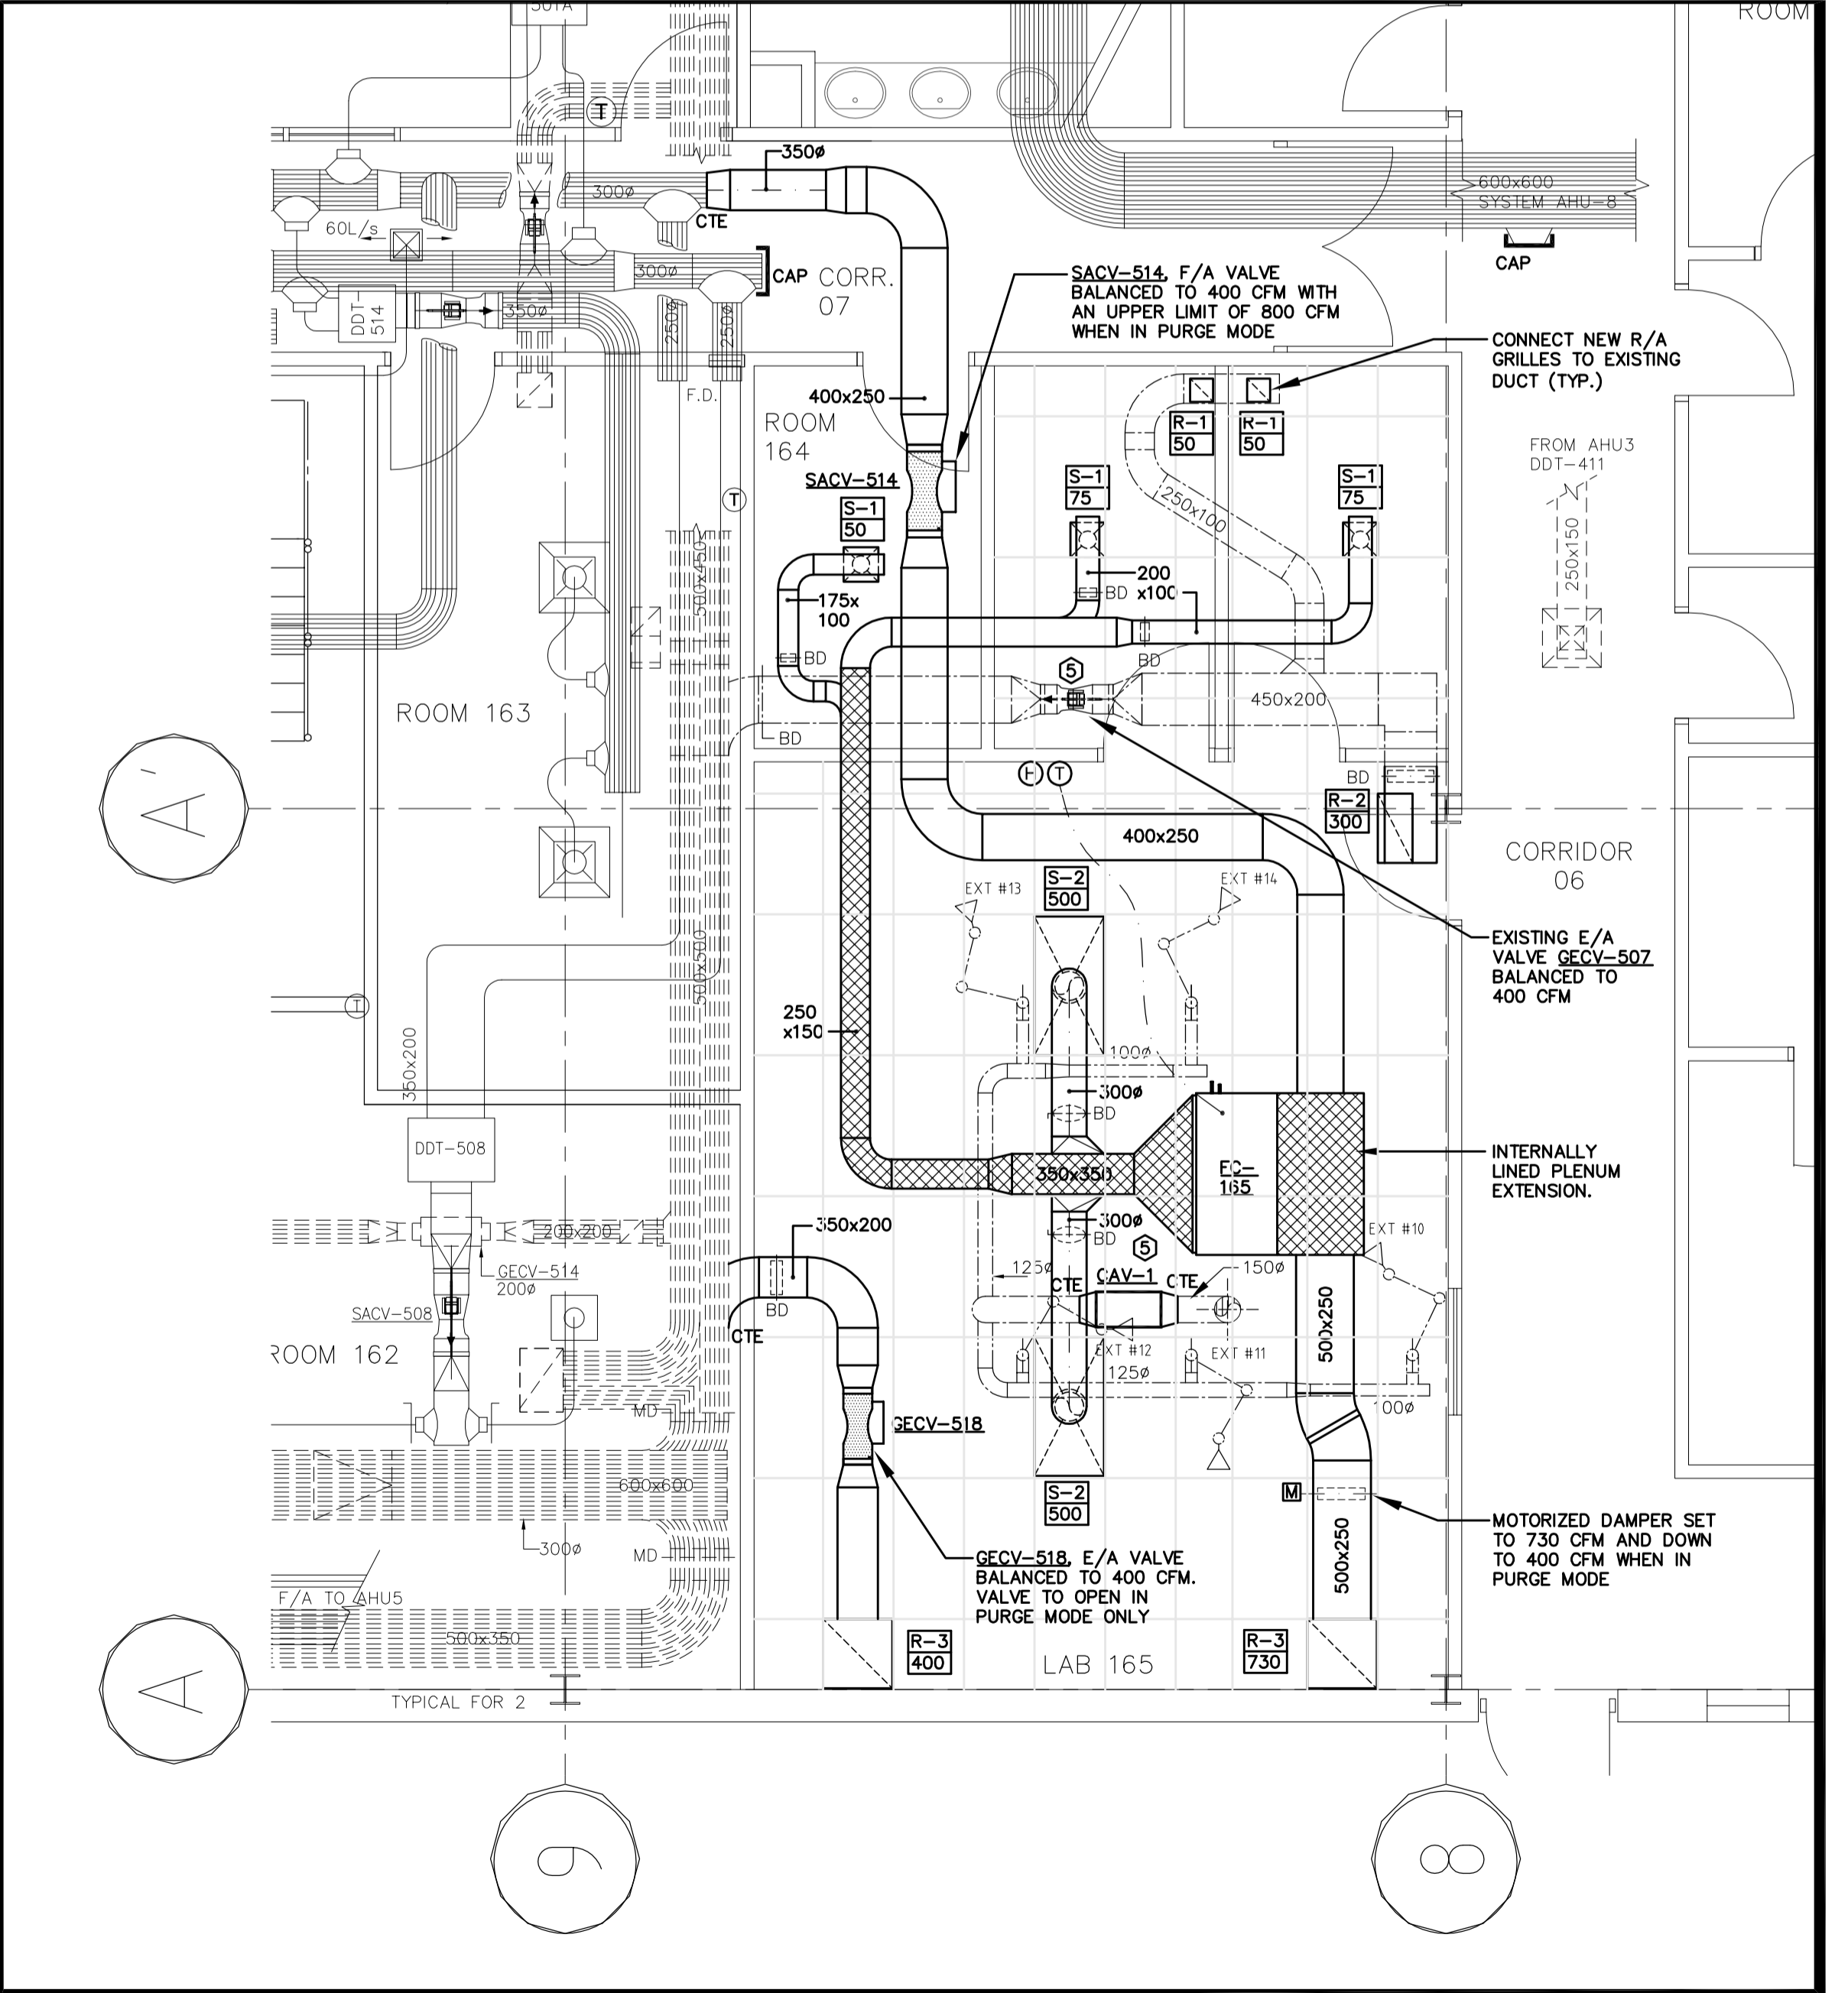 ROOM
T
350ø
300ø
CTE
600x600
SYSTEM AHU-8
CAP
60L/s
300ø
CAP
CORR.
07
DDT-
514
350ø
250ø
250ø
SACV-514, F/A VALVE
BALANCED TO 400 CFM WITH
AN UPPER LIMIT OF 800 CFM
WHEN IN PURGE MODE
CONNECT NEW R/A
GRILLES TO EXISTING
DUCT (TYP.)
F.D.
400x250
ROOM
164
R-1
50
R-1
50
FROM AHU3
DDT-411
SACV-514
S-1
50
S-1
75
S-1
75
T
250x100
250x150
500x450
175x
100
200
x100
BD
BD
BD
BD
5
450x200
ROOM 163
H
T
BD
R-2
300
A'
400x250
CORRIDOR
06
S-2
500
EXT #13
EXT #14
500x500
EXISTING E/A
VALVE GECV-507
BALANCED TO
400 CFM
T
250
x150
350x200
100ø
300ø
BD
DDT-508
350x350
FC-
165
INTERNALLY
LINED PLENUM
EXTENSION.
200x200
350x200
300ø
BD
5
EXT #10
GECV-514
200ø
125ø
CTE
CAV-1
CTE
150ø
SACV-508
BD
CTE
500x250
ROOM 162
EXT #12
EXT #11
125ø
100ø
MD
GECV-518
600x600
S-2
500
M
300ø
MD
500x250
MOTORIZED DAMPER SET
TO 730 CFM AND DOWN
TO 400 CFM WHEN IN
PURGE MODE
GECV-518, E/A VALVE
BALANCED TO 400 CFM.
VALVE TO OPEN IN
PURGE MODE ONLY
F/A TO AHU5
500x350
R-3
400
LAB 165
R-3
730
A
TYPICAL FOR 2
9
8